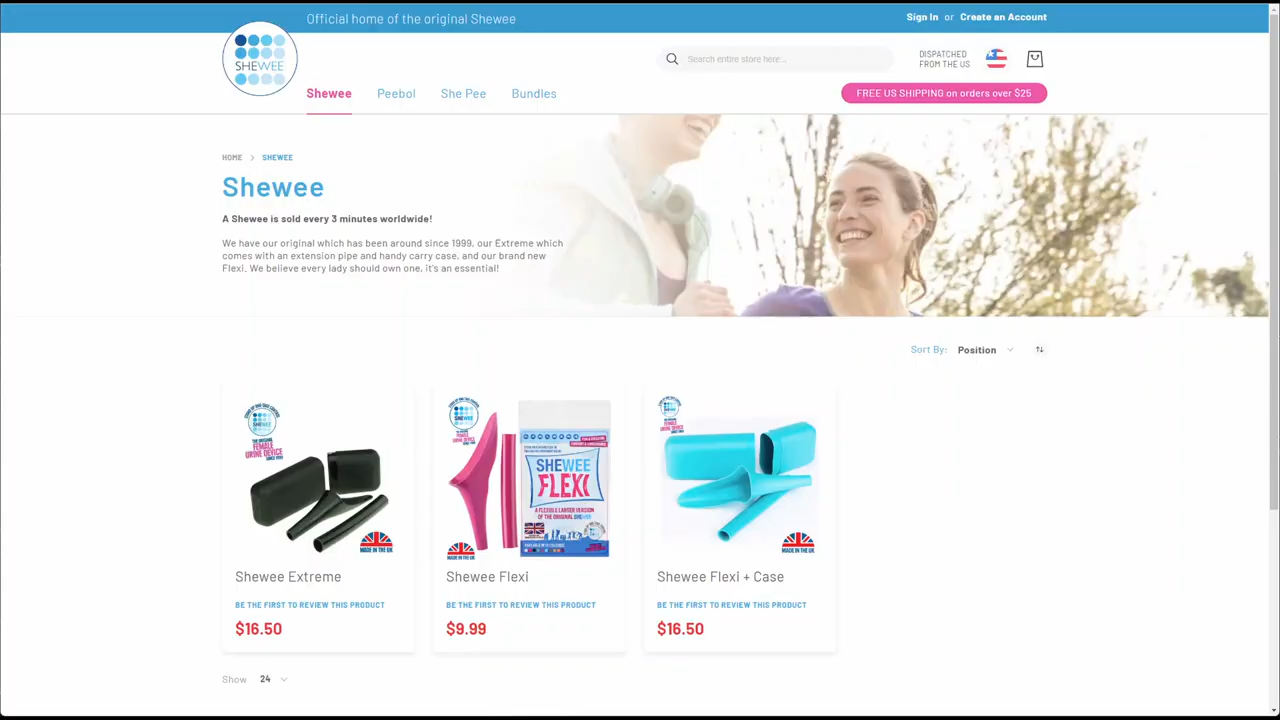 Official home of the original Shewee
Sign In or Create an Account
SHEWEE
Search entire store here...
DISPATCHED
FROM THE US
Shewee
Peebol
She Pee
Bundles
FREE US SHIPPING on orders over $25
HOME > SHEWEE
Shewee
A Shewee is sold every 3 minutes worldwide!
We have our original which has been around since 1999, our Extreme which
comes with an extension pipe and handy carry case, and our brand new
Flexi. We believe every lady should own one, it's an essential!
Sort By: Position
SHEWEE
THE ORIGINAL
FEMALE
URINE DEVICE
SINCE 1999
MADE IN THE UK
SHEWEE
MADE IN THE UK
SHEWEE
FLEXI
A FLEXIBLE LARGER VERSION
OF THE ORIGINAL SHEWEE
SHEWEE
MADE IN THE UK
Shewee Extreme
BE THE FIRST TO REVIEW THIS PRODUCT
$16.50
Shewee Flexi
BE THE FIRST TO REVIEW THIS PRODUCT
$9.99
Shewee Flexi + Case
BE THE FIRST TO REVIEW THIS PRODUCT
$16.50
Show 24